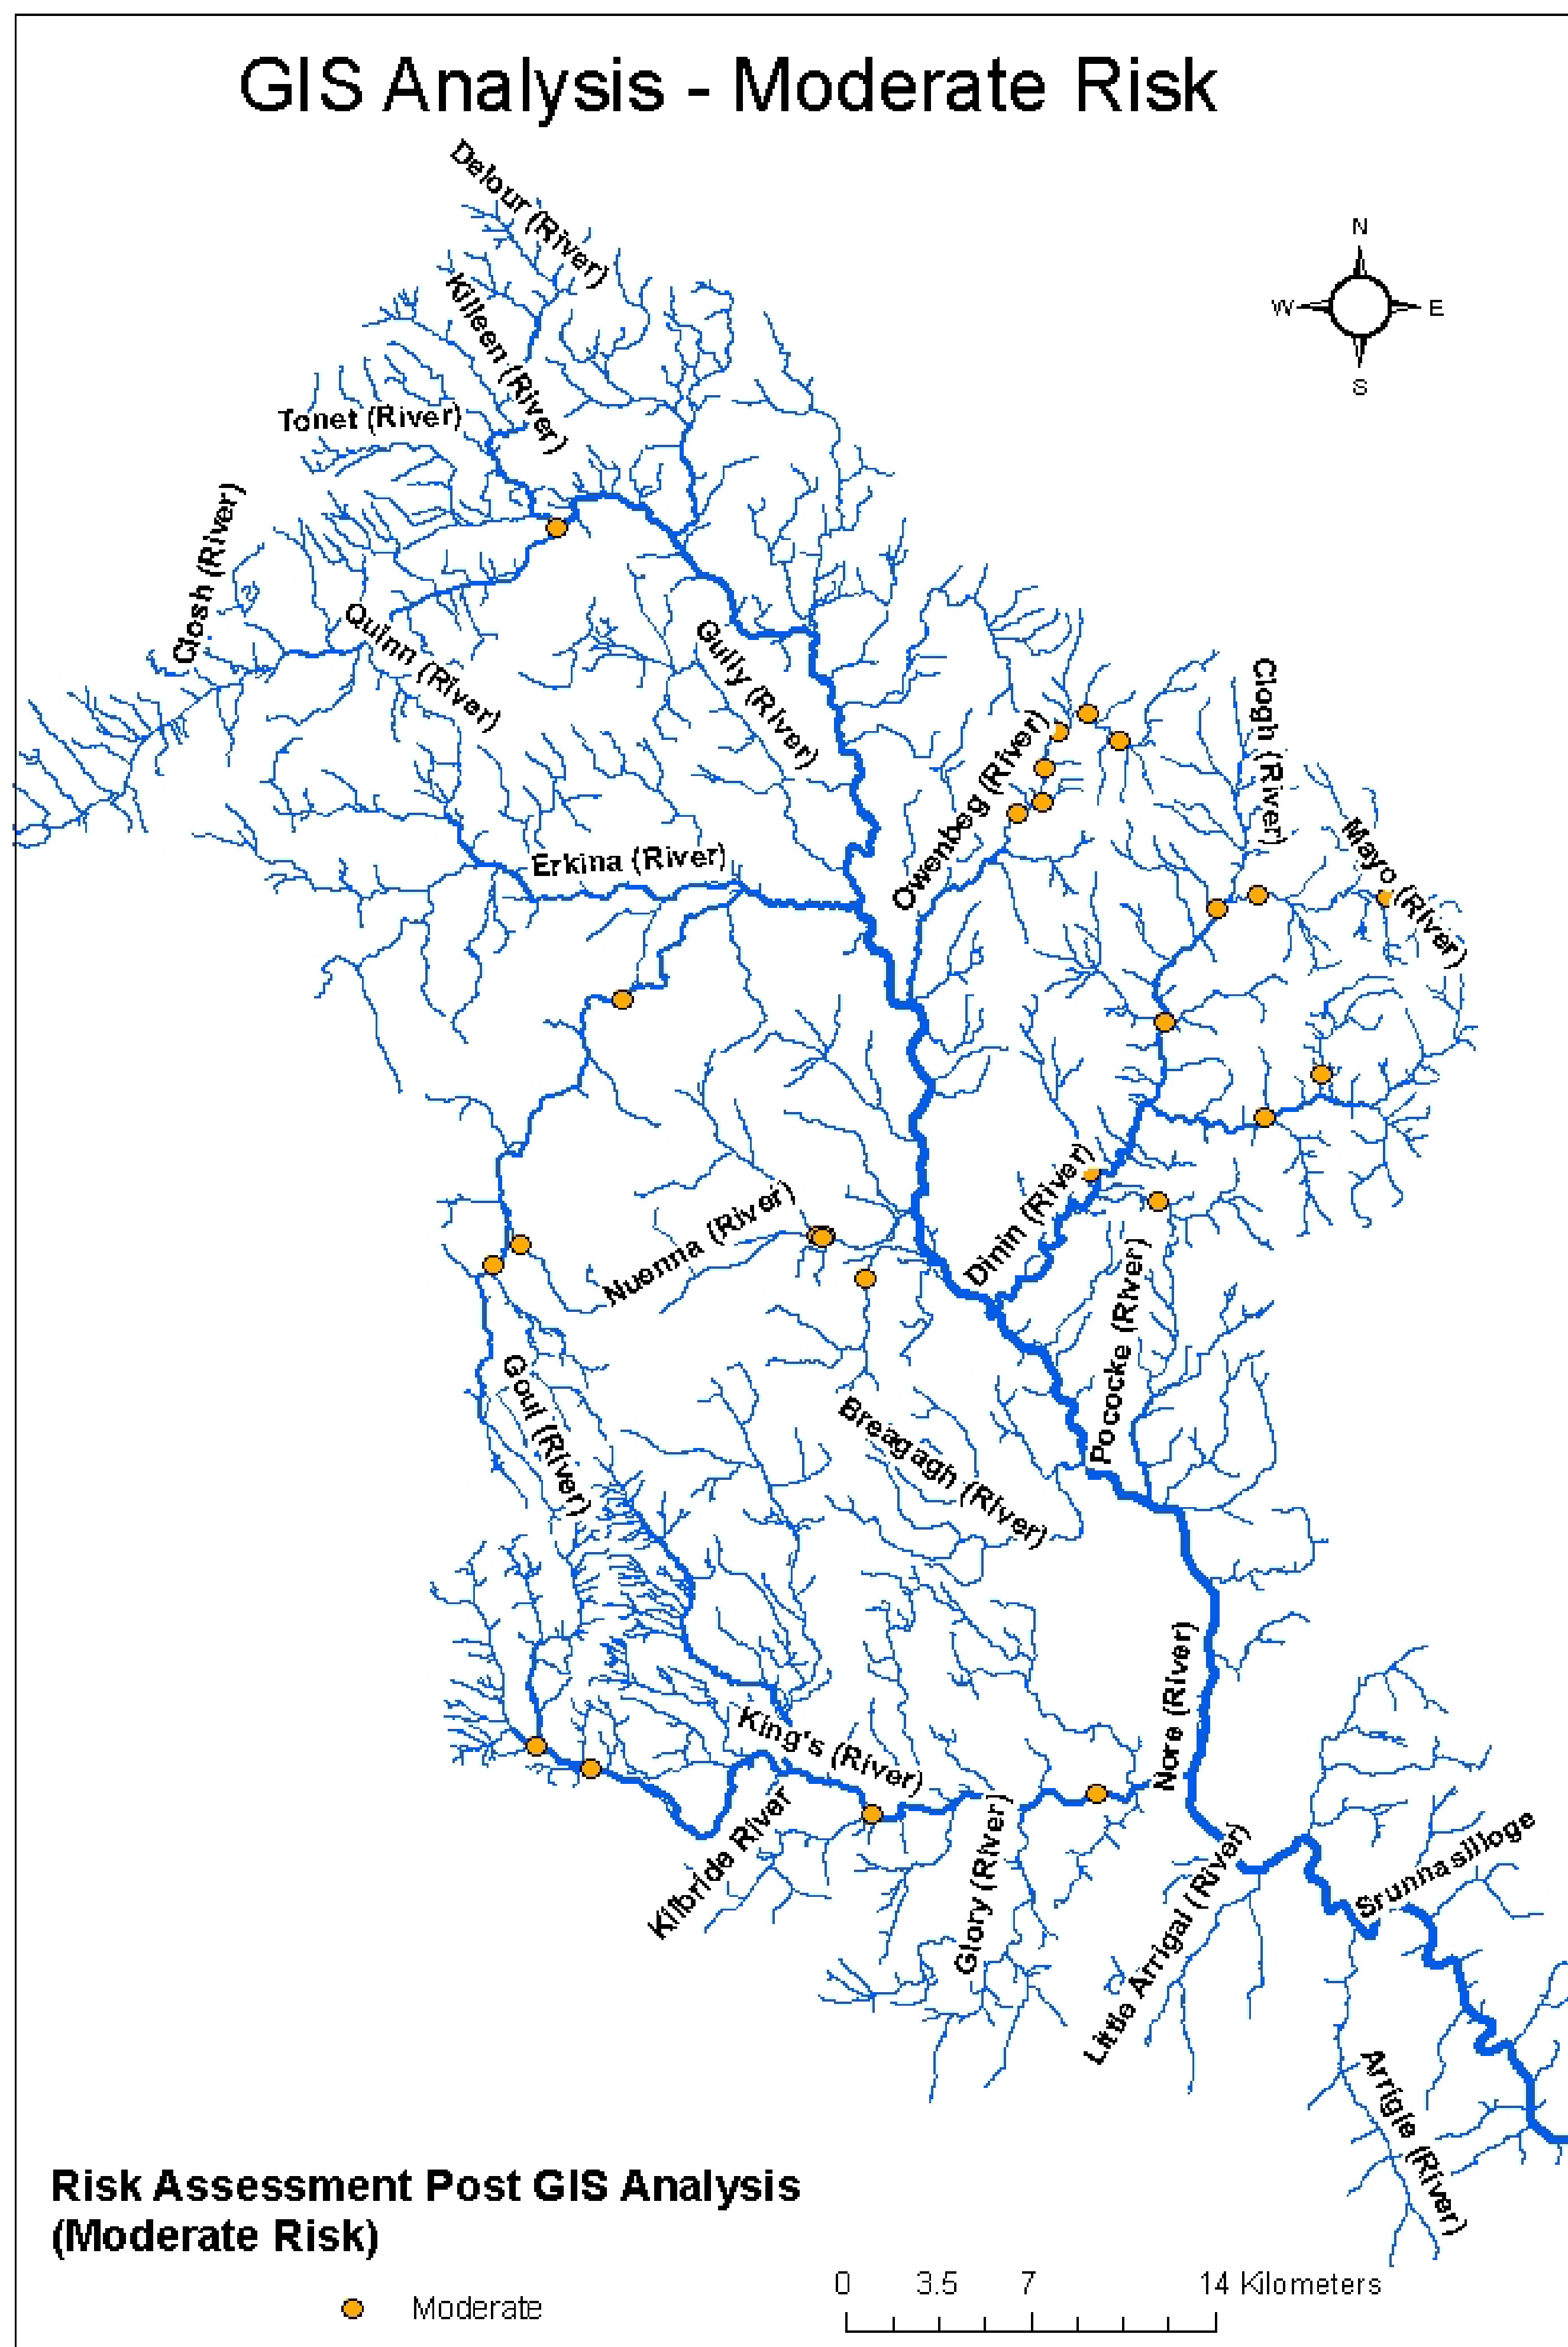 GIS Analysis - Moderate Risk
Delour (River)
N
Killeen (River)
W
E
S
Tonet (River)
Closh (River)
Quinn (River)
Gully (River)
Clogh (River)
Owenbeg (River)
Mayo (River)
Erkina (River)
Dinin (River)
Nuenna (River)
Pococke (River)
Goul (River)
Breagagh (River)
Nore (River)
King's (River)
Kilbride River
Glory (River)
Little Arrigal (River)
Srunnasilloge
Arrigle (River)
Risk Assessment Post GIS Analysis
(Moderate Risk)
Moderate
0 3.5 7 14 Kilometers